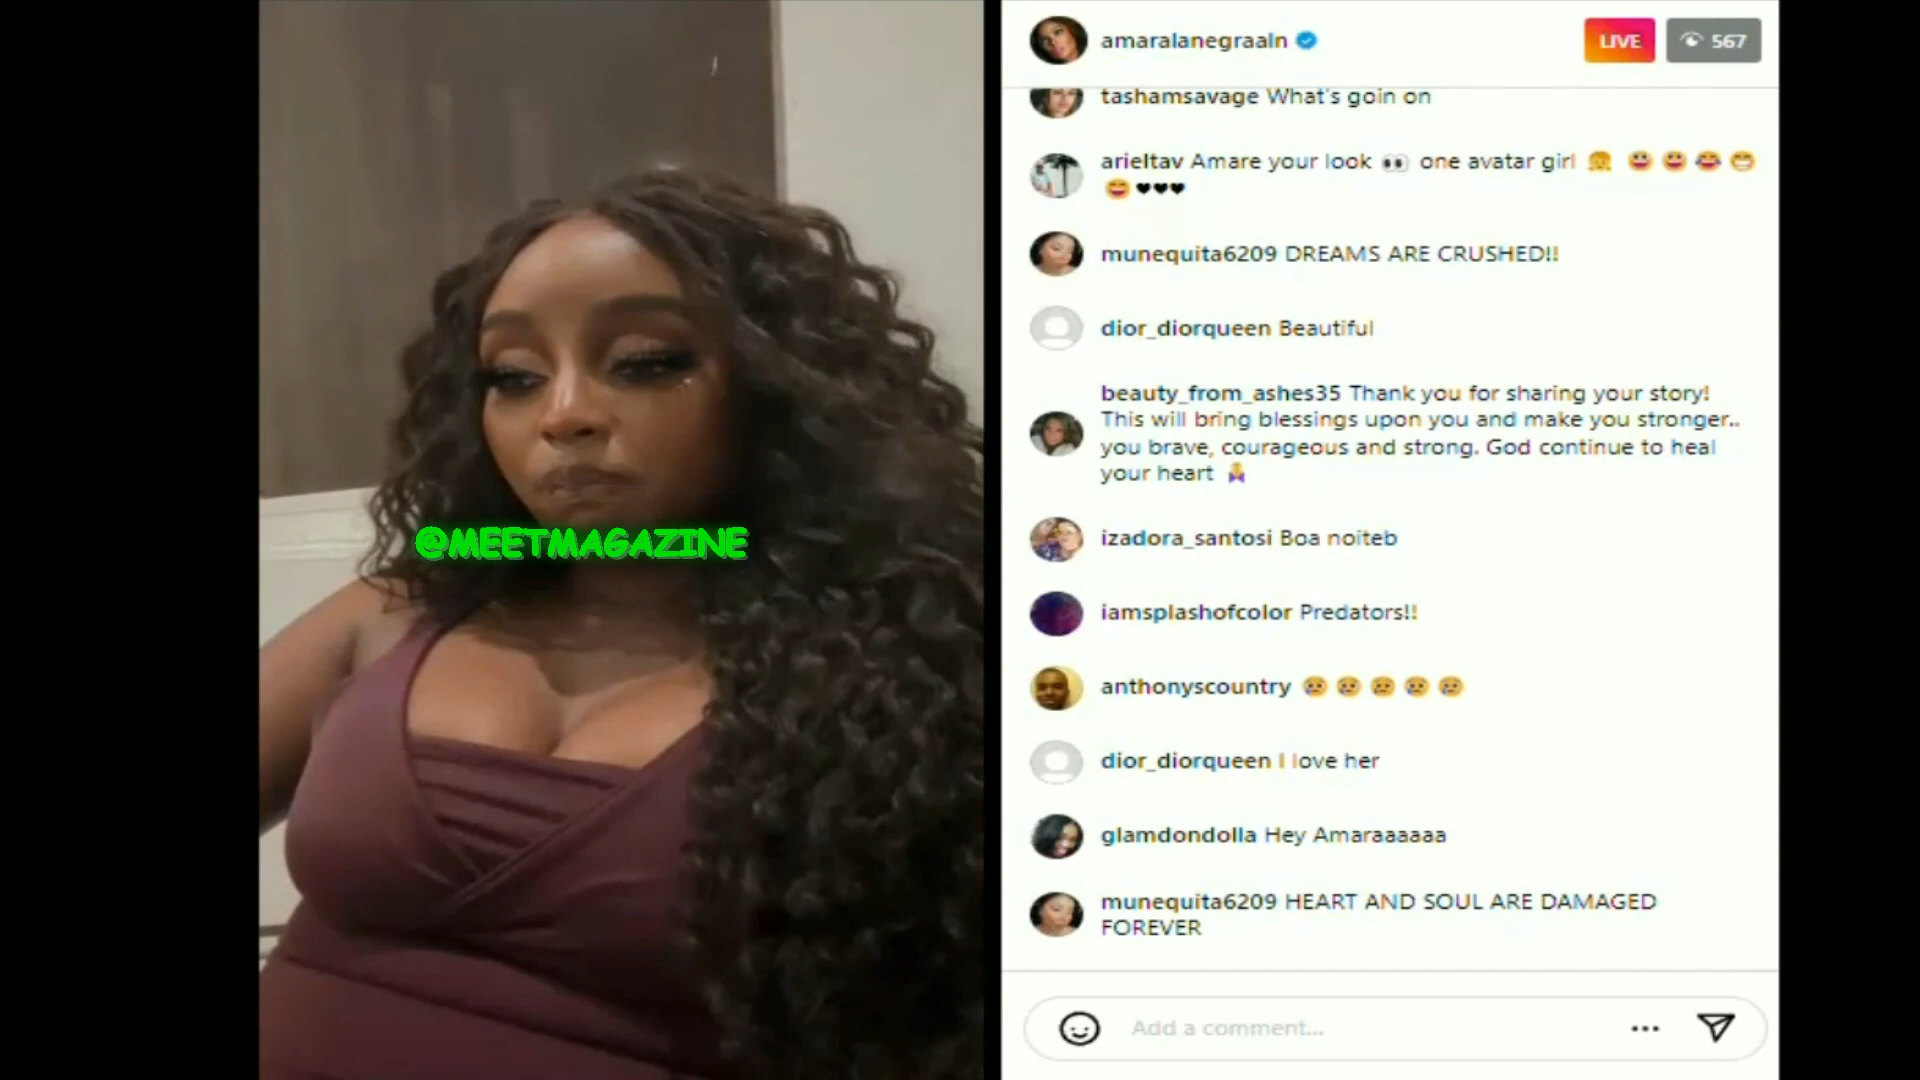 @MEETMAGAZINE
amaralanegraaln
LIVE
567
tashamsavage What's goin on
arieltav Amare your look 👀 one avatar girl
🖤🖤🖤
munequita6209 DREAMS ARE CRUSHED!!
dior_diorqueen Beautiful
beauty_from_ashes35 Thank you for sharing your story!
This will bring blessings upon you and make you stronger..
you brave, courageous and strong. God continue to heal
your heart
izadora_santosi Boa noiteb
iamsplashofcolor Predators!!
anthonyscountry 😢😢😢😢😢
dior_diorqueen I love her
glamdondolla Hey Amaraaaaaa
munequita6209 HEART AND SOUL ARE DAMAGED
FOREVER
Add a comment...